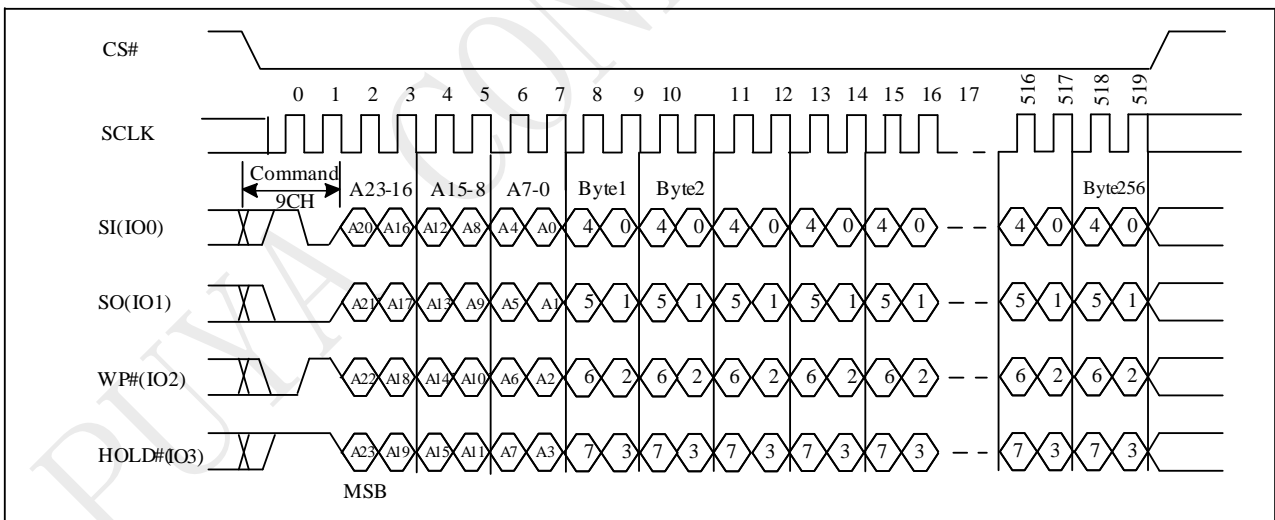 CS#
0 1 2 3 4 5 6 7 8 9 10 11 12 13 14 15 16 17 516 517 518 519
SCLK
Command
9CH
A23-16 A15-8 A7-0 Byte1 Byte2 Byte256
SI(IO0) A20 A16 A12 A8 A4 A0 4 0 4 0 4 0 4 0 4 0 4 0 4 0
SO(IO1) A21 A17 A13 A9 A5 A1 5 1 5 1 5 1 5 1 5 1 5 1 5 1
WP#(IO2) A22 A18 A14 A10 A6 A2 6 2 6 2 6 2 6 2 6 2 6 2 6 2
HOLD#(IO3) A23 A19 A15 A11 A7 A3 7 3 7 3 7 3 7 3 7 3 7 3 7 3
MSB
PUYA CON